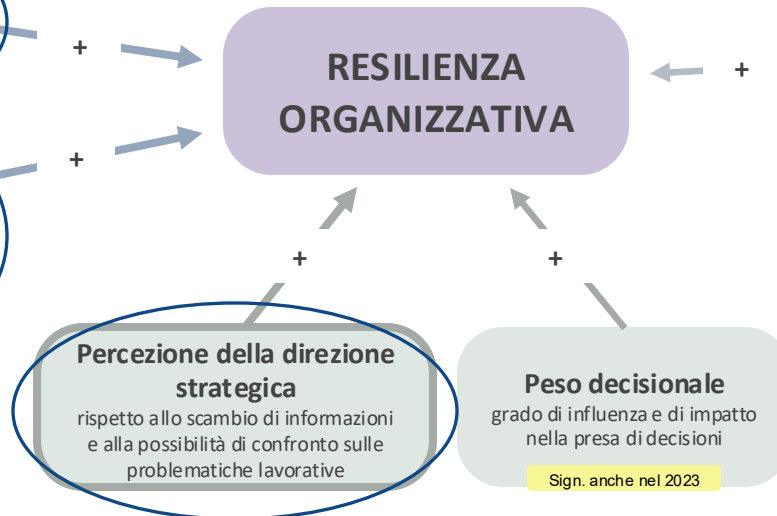 +
RESILIENZA
ORGANIZZATIVA
+
+
+
+
Percezione della direzione
strategica
rispetto allo scambio di informazioni
e alla possibilità di confronto sulle
problematiche lavorative
Peso decisionale
grado di influenza e di impatto
nella presa di decisioni
Sign. anche nel 2023